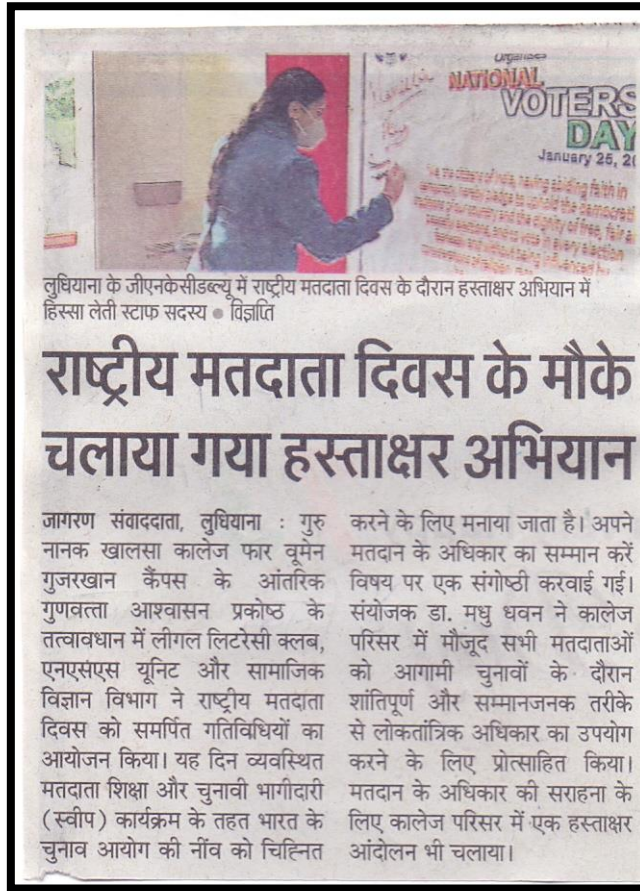 Organises
NATIONAL
VOTERS
DAY
January 25, 20
लुधियाना के जीएनकेसीडब्ल्यू में राष्ट्रीय मतदाता दिवस के दौरान हस्ताक्षर अभियान में
हिस्सा लेती स्टाफ सदस्य ● विज्ञप्ति
राष्ट्रीय मतदाता दिवस के मौके
चलाया गया हस्ताक्षर अभियान
जागरण संवाददाता, लुधियाना : गुरु
नानक खालसा कालेज फार वूमेन
गुजरखान कैंपस के आंतरिक
गुणवत्ता आश्वासन प्रकोष्ठ के
तत्वावधान में लीगल लिटरेसी क्लब,
एनएसएस यूनिट और सामाजिक
विज्ञान विभाग ने राष्ट्रीय मतदाता
दिवस को समर्पित गतिविधियों का
आयोजन किया। यह दिन व्यवस्थित
मतदाता शिक्षा और चुनावी भागीदारी
(स्वीप) कार्यक्रम के तहत भारत के
चुनाव आयोग की नींव को चिह्नित
करने के लिए मनाया जाता है। अपने
मतदान के अधिकार का सम्मान करें
विषय पर एक संगोष्ठी करवाई गई।
संयोजक डा. मधु धवन ने कालेज
परिसर में मौजूद सभी मतदाताओं
को आगामी चुनावों के दौरान
शांतिपूर्ण और सम्मानजनक तरीके
से लोकतांत्रिक अधिकार का उपयोग
करने के लिए प्रोत्साहित किया।
मतदान के अधिकार की सराहना के
लिए कालेज परिसर में एक हस्ताक्षर
आंदोलन भी चलाया।